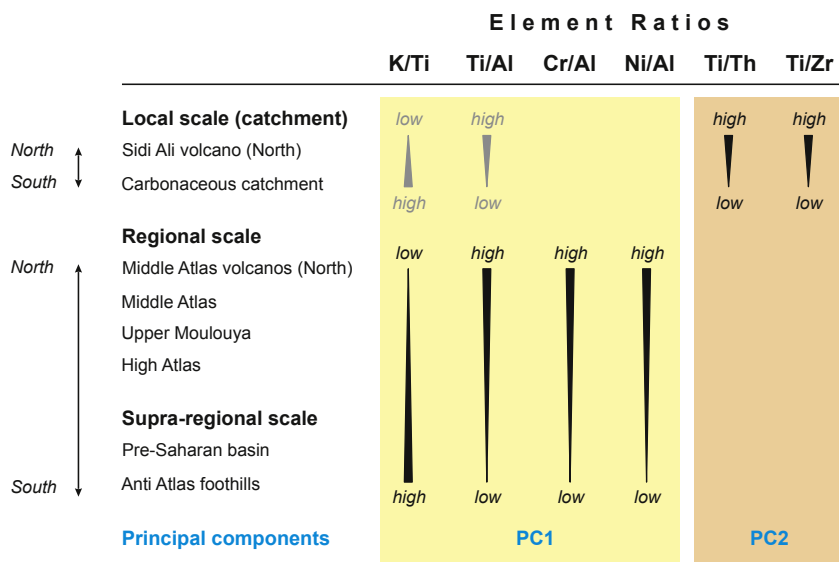 Element Ratios
K/Ti Ti/Al Cr/Al Ni/Al Ti/Th Ti/Zr
Local scale (catchment) low high high high
North Sidi Ali volcano (North)
South Carbonaceous catchment
high low low low
Regional scale
low high high high
North Middle Atlas volcanos (North)
Middle Atlas
Upper Moulouya
High Atlas
Supra-regional scale
Pre-Saharan basin
South Anti Atlas foothills
high low low low
Principal components PC1 PC2